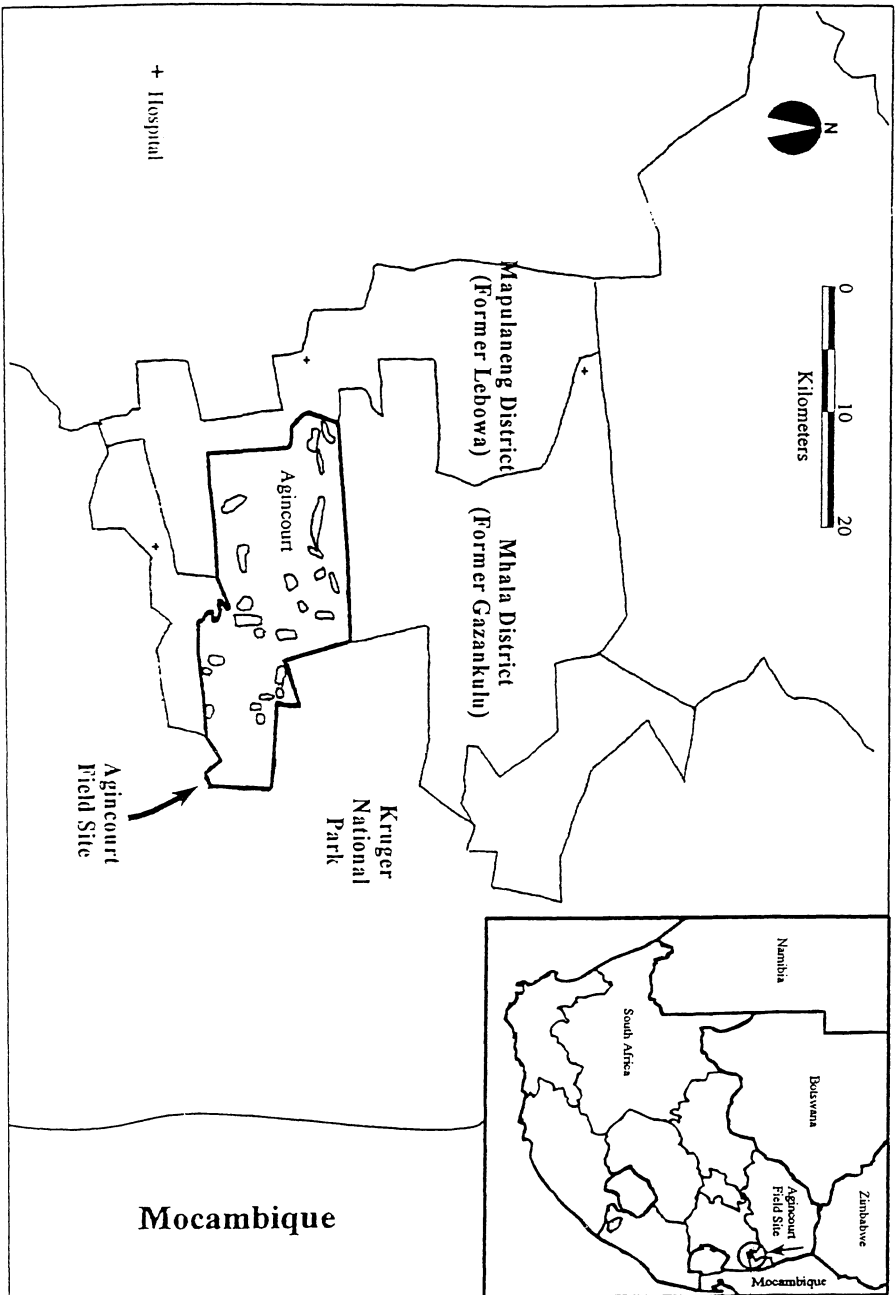 N
0
10
20
Kilometers
+ Hospital
Mapulaneng District
(Former Lebowa)
Mhala District
(Former Gazankulu)
Agincourt
Kruger
National
Park
Agincourt
Field Site
Mocambique
Namibia
Botswana
Zimbabwe
South Africa
Agincourt
Field Site
Mocambique